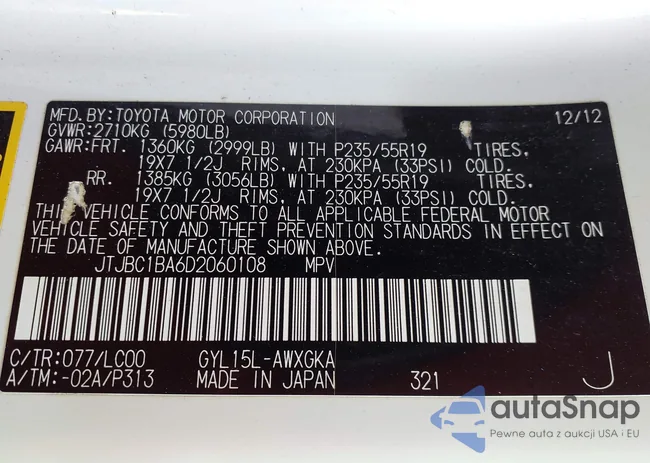 MFD.BY:TOYOTA MOTOR CORPORATION 12/12
GVWR:2710KG (5980LB)
GAWR:FRT. 1360KG (2999LB) WITH P235/55R19 TIRES,
19X7 1/2J RIMS, AT 230KPA (33PSI) COLD.
RR. 1385KG (3056LB) WITH P235/55R19 TIRES,
19X7 1/2J RIMS, AT 230KPA (33PSI) COLD.
THIS VEHICLE CONFORMS TO ALL APPLICABLE FEDERAL MOTOR
VEHICLE SAFETY AND THEFT PREVENTION STANDARDS IN EFFECT ON
THE DATE OF MANUFACTURE SHOWN ABOVE.
JTJBC1BA6D2060108 MPV
C/TR:077/LC00 GYL15L-AWXGKA
A/TM:-02A/P313 MADE IN JAPAN 321 J
autaSnap
Pewne auta z aukcji USA i EU